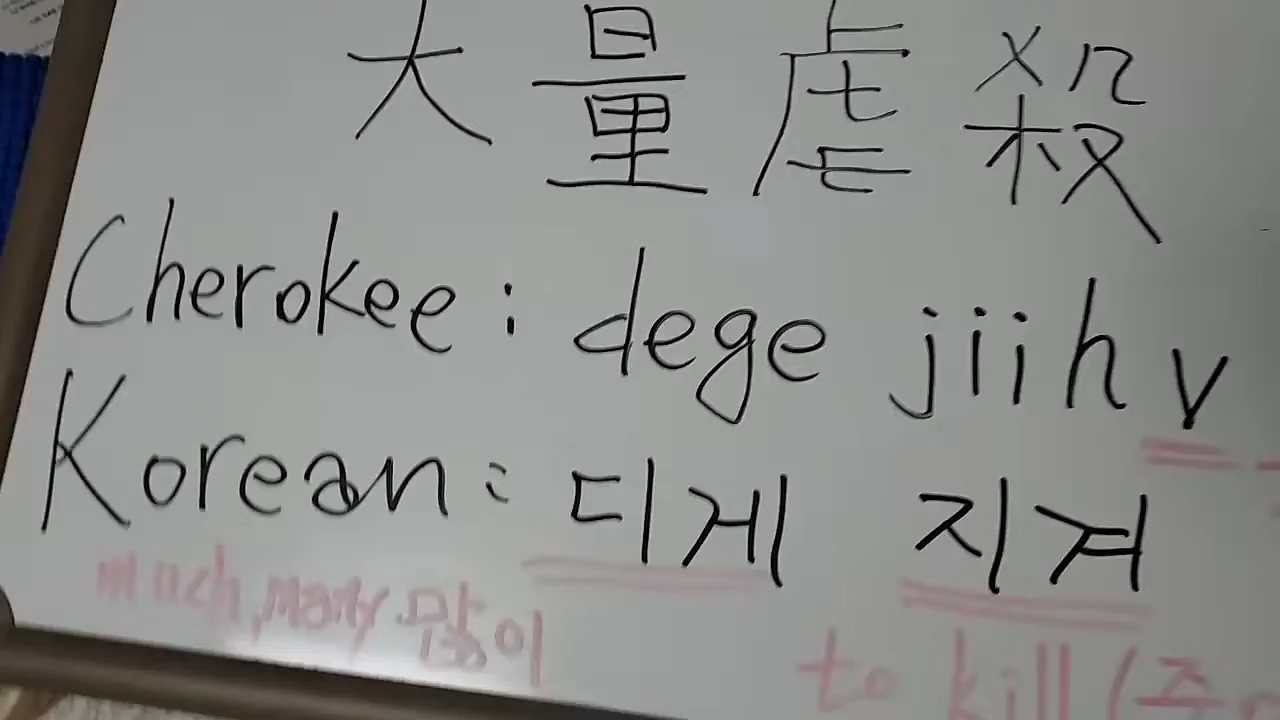 大量虐殺
Cherokee: dege jiihv
Korean: 디게 지겨
much, many 많이
to kill (